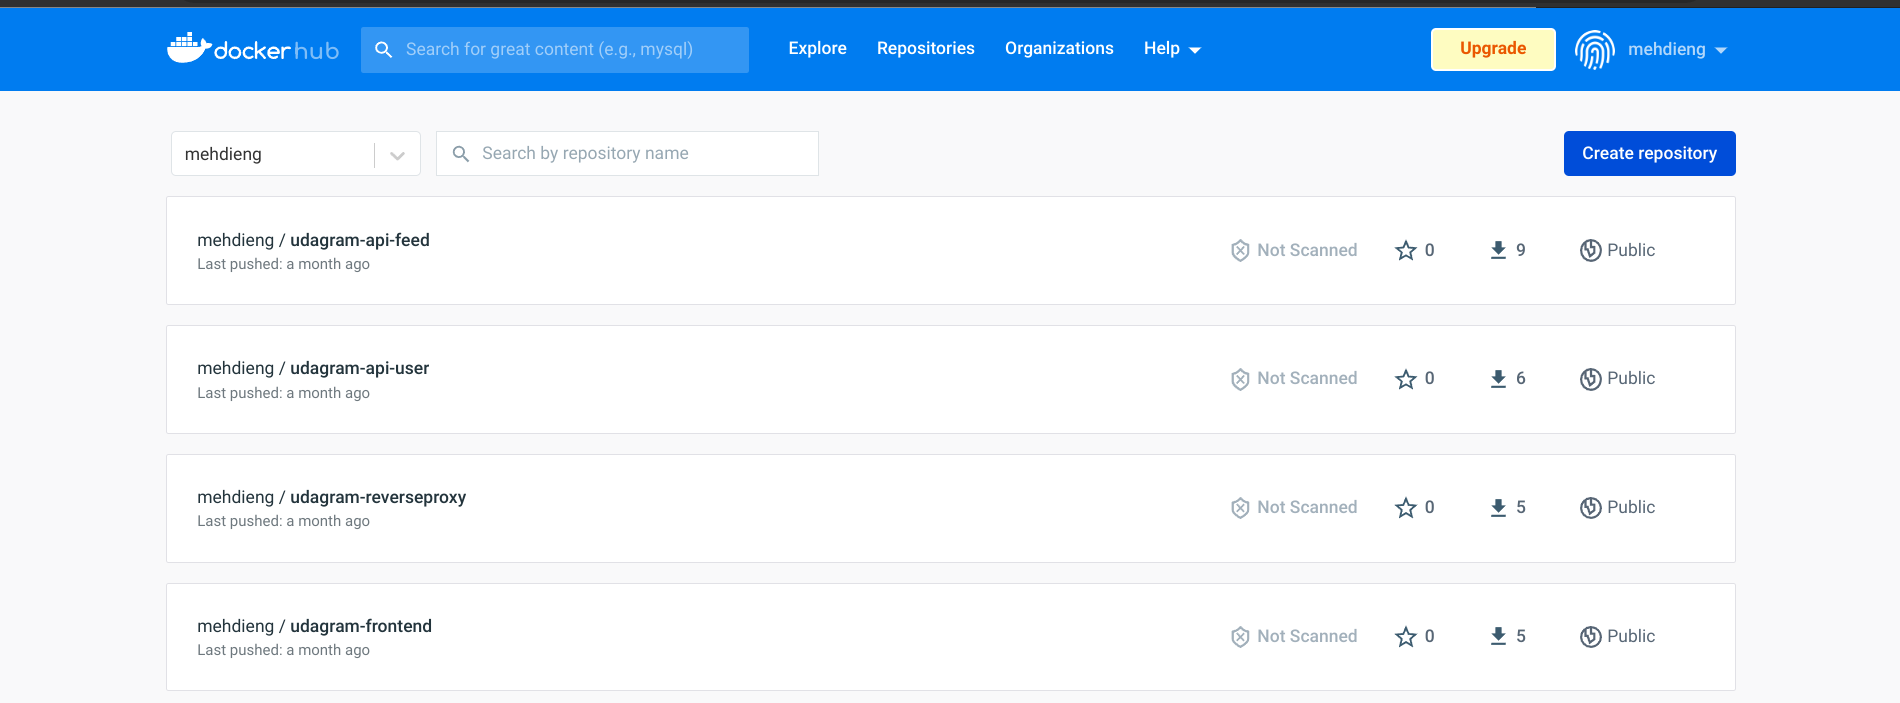 dockerhub
Search for great content (e.g., mysql)
Explore
Repositories
Organizations
Help
Upgrade
mehdieng
mehdieng
Search by repository name
Create repository
mehdieng / udagram-api-feed
Last pushed: a month ago
Not Scanned
0
9
Public
mehdieng / udagram-api-user
Last pushed: a month ago
Not Scanned
0
6
Public
mehdieng / udagram-reverseproxy
Last pushed: a month ago
Not Scanned
0
5
Public
mehdieng / udagram-frontend
Last pushed: a month ago
Not Scanned
0
5
Public